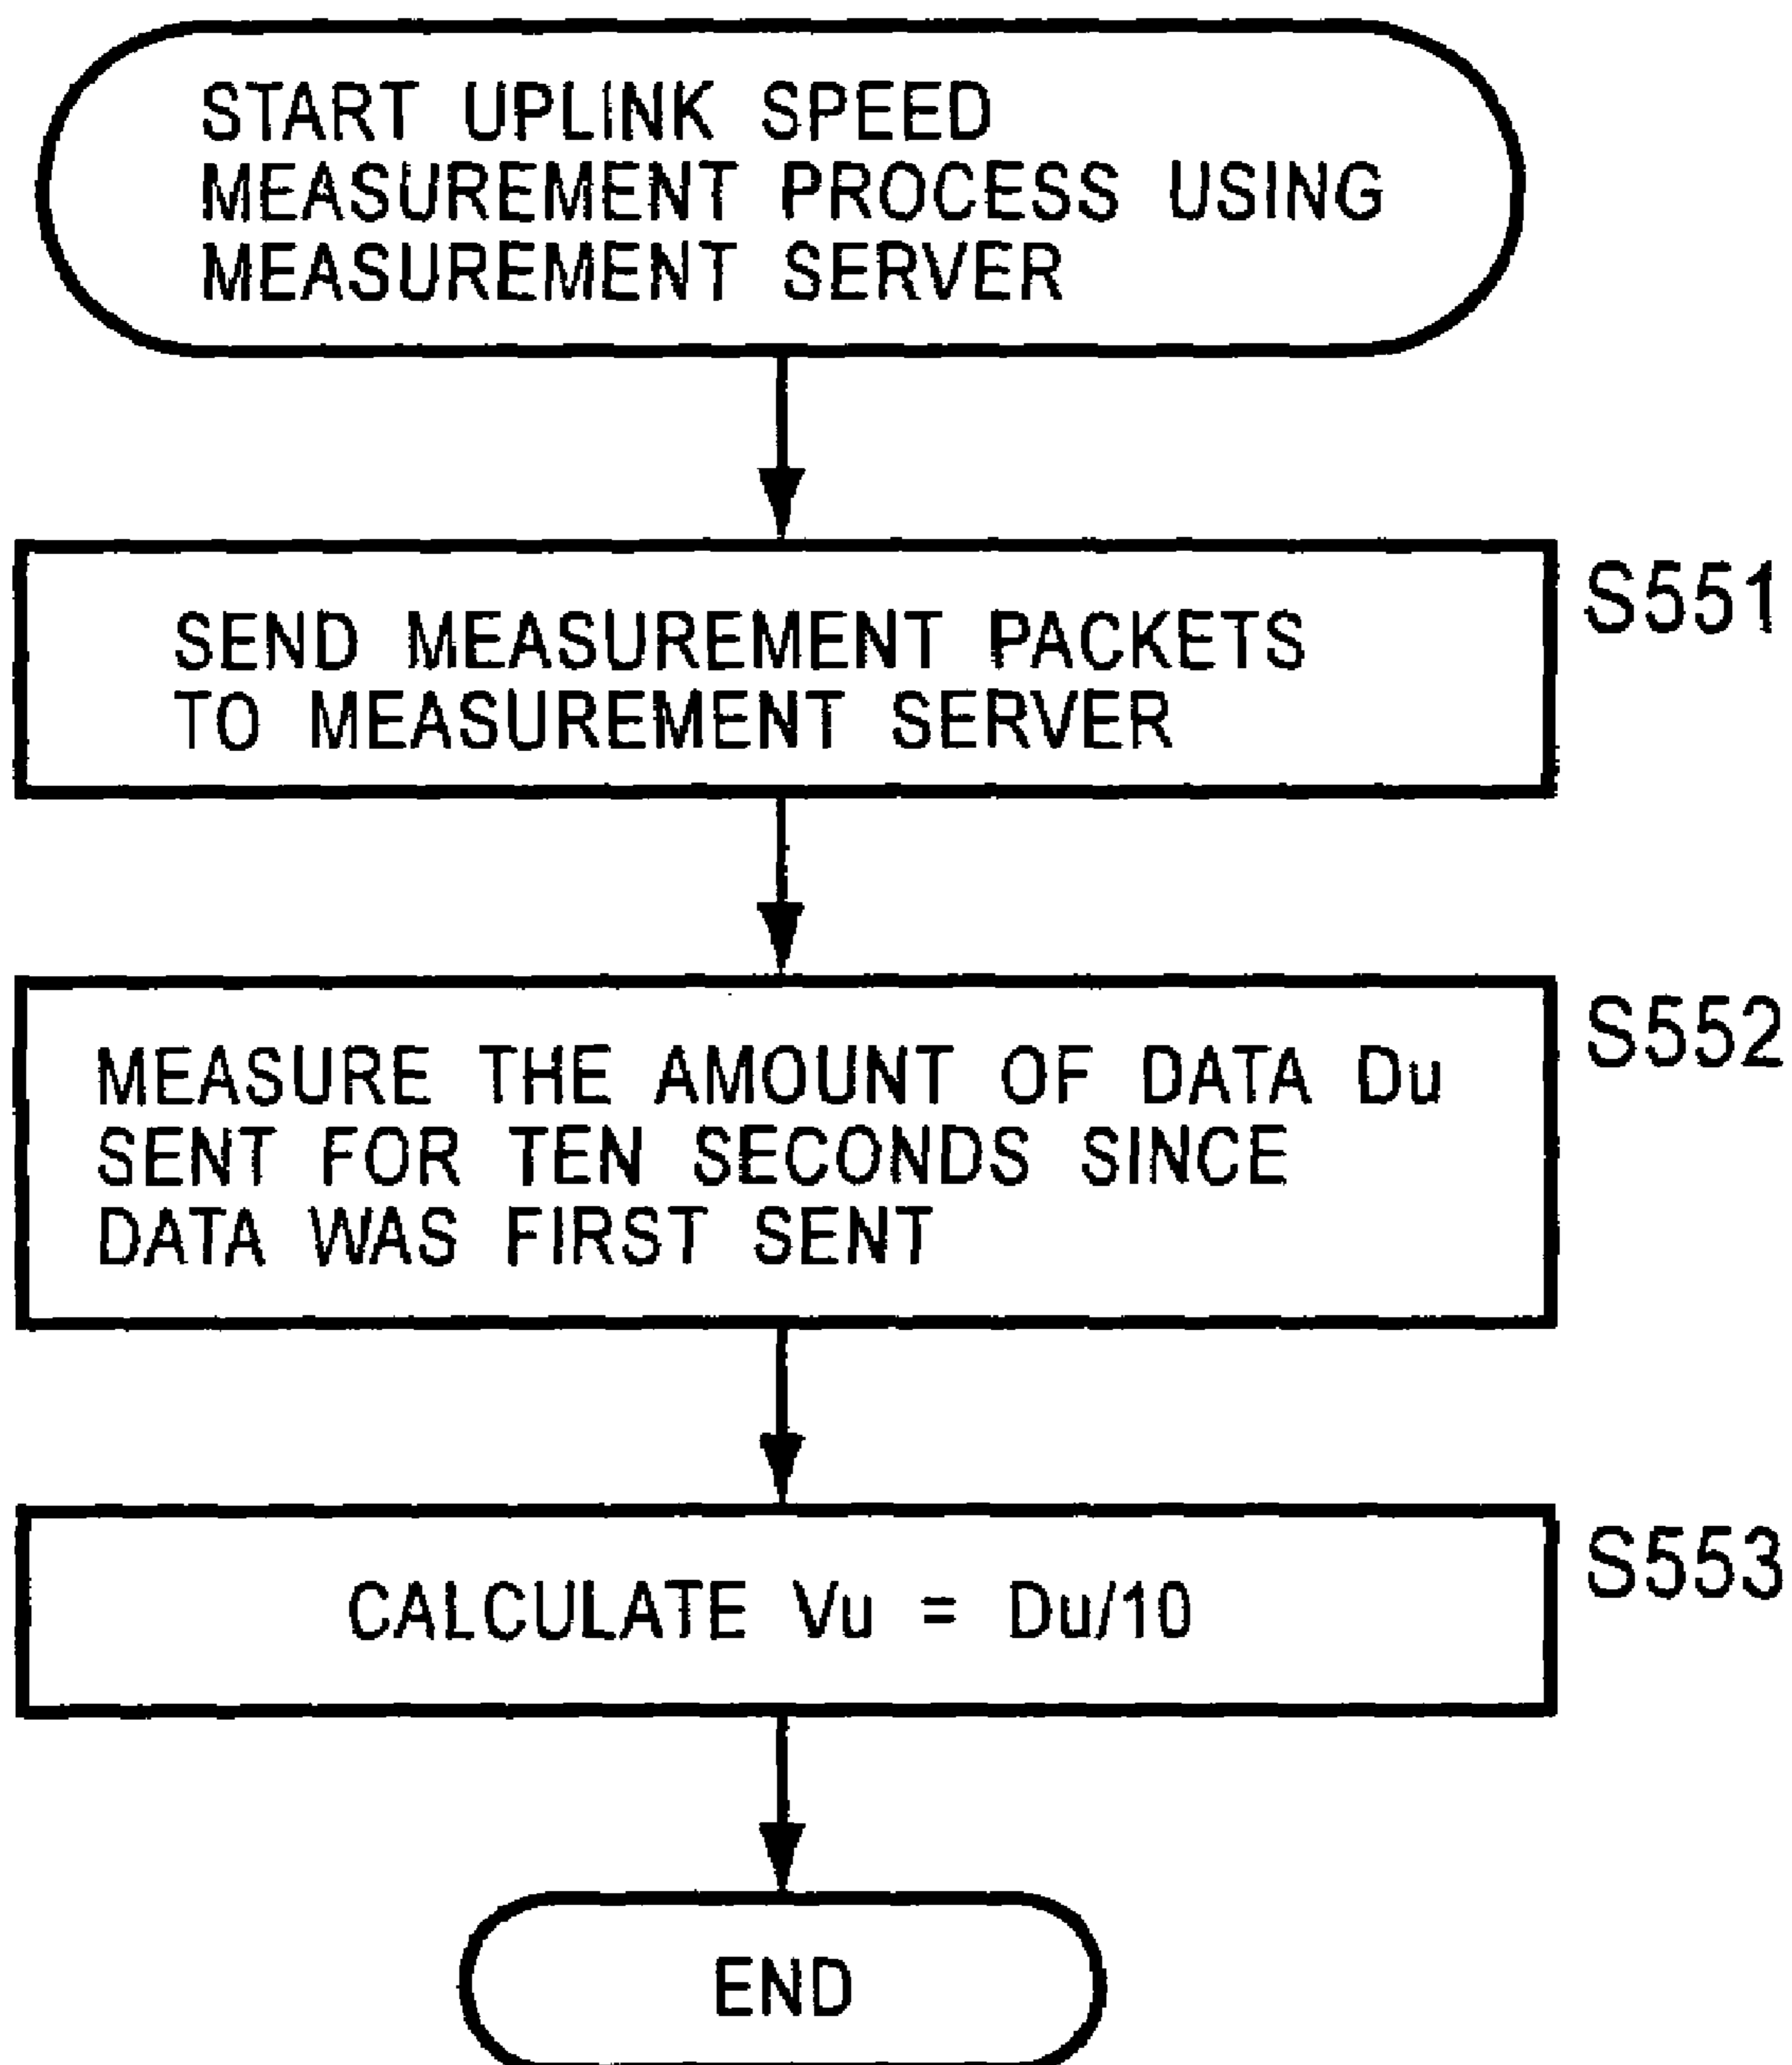 START UPLINK SPEED
MEASUREMENT PROCESS USING
MEASUREMENT SERVER
S551
SEND MEASUREMENT PACKETS
TO MEASUREMENT SERVER
S552
MEASURE THE AMOUNT OF DATA Du
SENT FOR TEN SECONDS SINCE
DATA WAS FIRST SENT
S553
CALCULATE Vu = Du/10
END